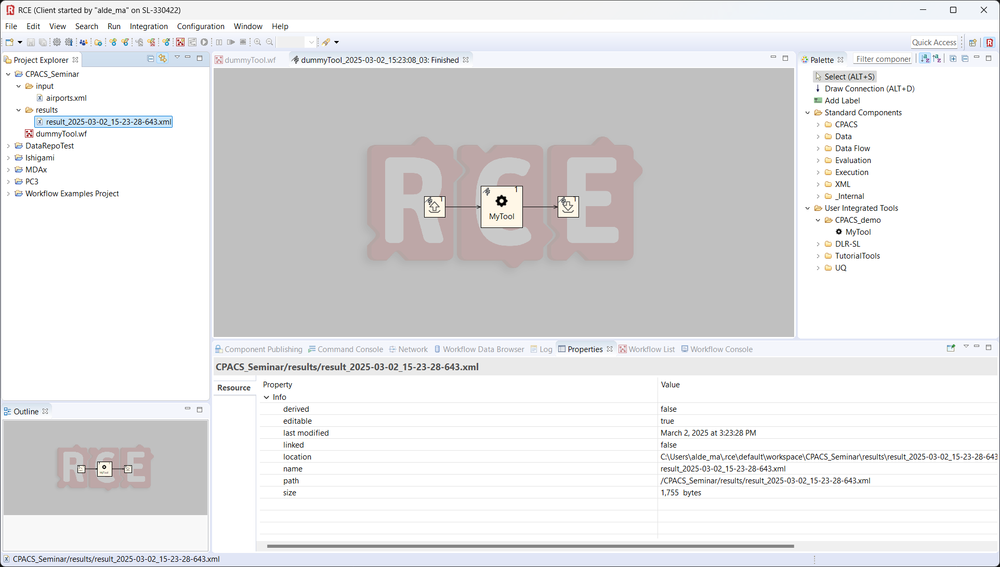 RCE (Client started by "alde_ma" on SL-330422)
File Edit View Search Run Integration Configuration Window Help
Quick Access
Project Explorer
CPACS_Seminar
input
airports.xml
results
result_2025-03-02_15-23-28-643.xml
dummyTool.wf
DataRepoTest
Ishigami
MDAx
PC3
Workflow Examples Project
Outline
RCE
MyTool
dummyTool.wf
dummyTool_2025-03-02_15:23:08_03: Finished
RCE
1
1
MyTool
1
Palette
Filter componer
Select (ALT+S)
Draw Connection (ALT+D)
Add Label
Standard Components
CPACS
Data
Data Flow
Evaluation
Execution
XML
_Internal
User Integrated Tools
CPACS_demo
MyTool
DLR-SL
TutorialTools
UQ
Component Publishing Command Console Network Workflow Data Browser Log Properties Workflow List Workflow Console
CPACS_Seminar/results/result_2025-03-02_15-23-28-643.xml
Resource
Property Value
Info
derived false
editable true
last modified March 2, 2025 at 3:23:28 PM
linked false
location C:\Users\alde_ma\.rce\default\workspace\CPACS_Seminar\results\result_2025-03-02_15-23-28-643
name result_2025-03-02_15-23-28-643.xml
path /CPACS_Seminar/results/result_2025-03-02_15-23-28-643.xml
size 1,755 bytes
CPACS_Seminar/results/result_2025-03-02_15-23-28-643.xml